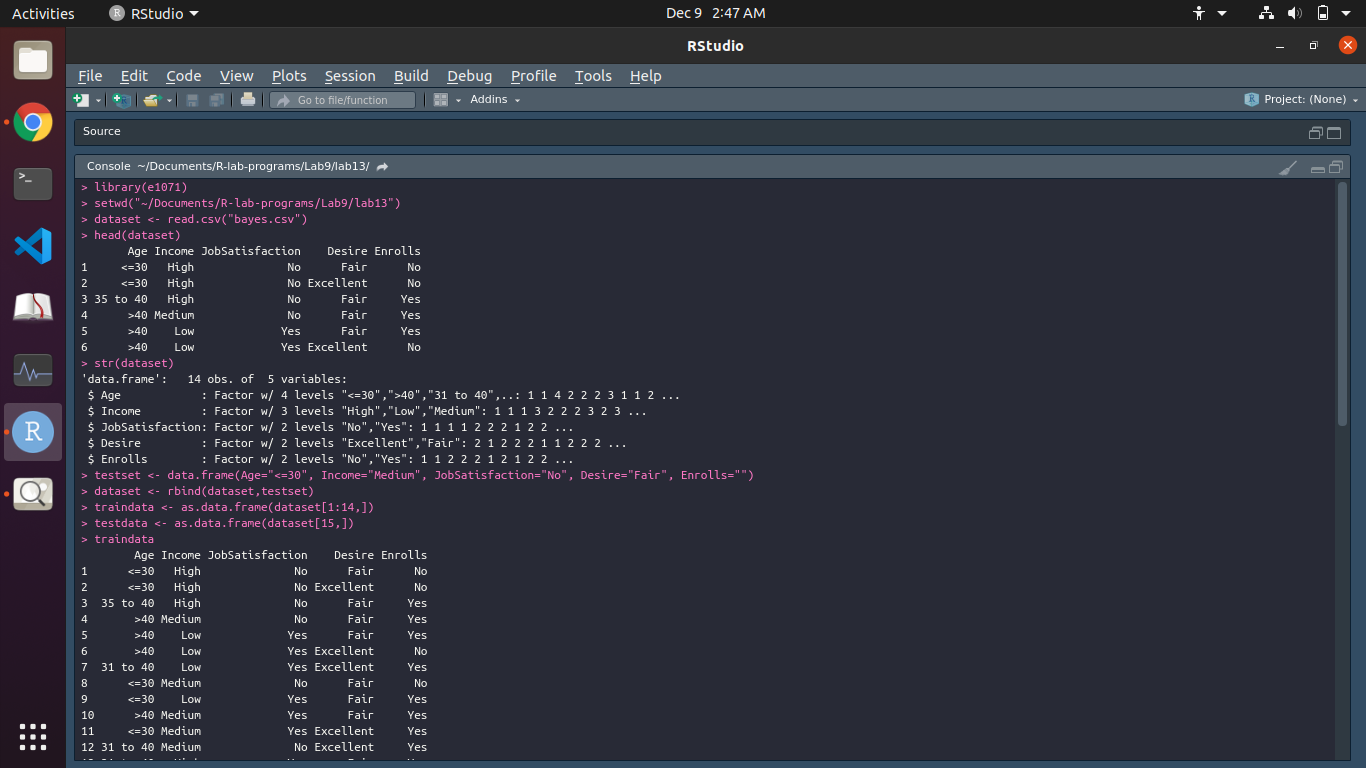 Activities RStudio Dec 9 2:47 AM
RStudio
File Edit Code View Plots Session Build Debug Profile Tools Help
Go to file/function Addins Project: (None)
Source
Console ~/Documents/R-lab-programs/Lab9/lab13/
> library(e1071)
> setwd("~/Documents/R-lab-programs/Lab9/lab13")
> dataset <- read.csv("bayes.csv")
> head(dataset)
Age Income JobSatisfaction Desire Enrolls
1 <=30 High No Fair No
2 <=30 High No Excellent No
3 35 to 40 High No Fair Yes
4 >40 Medium No Fair Yes
5 >40 Low Yes Fair Yes
6 >40 Low Yes Excellent No
> str(dataset)
'data.frame': 14 obs. of 5 variables:
$ Age : Factor w/ 4 levels "<=30",">40","31 to 40",..: 1 1 4 2 2 2 3 1 1 2 ...
$ Income : Factor w/ 3 levels "High","Low","Medium": 1 1 1 3 2 2 2 3 2 3 ...
$ JobSatisfaction: Factor w/ 2 levels "No","Yes": 1 1 1 1 2 2 2 1 2 2 ...
$ Desire : Factor w/ 2 levels "Excellent","Fair": 2 1 2 2 2 1 1 2 2 2 ...
$ Enrolls : Factor w/ 2 levels "No","Yes": 1 1 2 2 2 1 2 1 2 2 ...
> testset <- data.frame(Age="<=30", Income="Medium", JobSatisfaction="No", Desire="Fair", Enrolls="")
> dataset <- rbind(dataset,testset)
> traindata <- as.data.frame(dataset[1:14,])
> testdata <- as.data.frame(dataset[15,])
> traindata
Age Income JobSatisfaction Desire Enrolls
1 <=30 High No Fair No
2 <=30 High No Excellent No
3 35 to 40 High No Fair Yes
4 >40 Medium No Fair Yes
5 >40 Low Yes Fair Yes
6 >40 Low Yes Excellent No
7 31 to 40 Low Yes Excellent Yes
8 <=30 Medium No Fair No
9 <=30 Low Yes Fair Yes
10 >40 Medium Yes Fair Yes
11 <=30 Medium Yes Excellent Yes
12 31 to 40 Medium No Excellent Yes